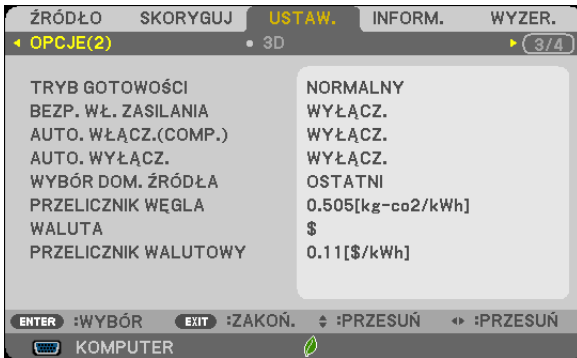 ŹRÓDŁO SKORYGUJ USTAW. INFORM. WYZER.
OPCJE(2) 3D 3/4
TRYB GOTOWOŚCI NORMALNY
BEZP. WŁ. ZASILANIA WYŁĄCZ.
AUTO. WŁĄCZ.(COMP.) WYŁĄCZ.
AUTO. WYŁĄCZ. WYŁĄCZ.
WYBÓR DOM. ŹRÓDŁA OSTATNI
PRZELICZNIK WĘGLA 0.505[kg-co2/kWh]
WALUTA $
PRZELICZNIK WALUTOWY 0.11[$/kWh]
ENTER :WYBÓR EXIT :ZAKOŃ. :PRZESUŃ :PRZESUŃ
KOMPUTER